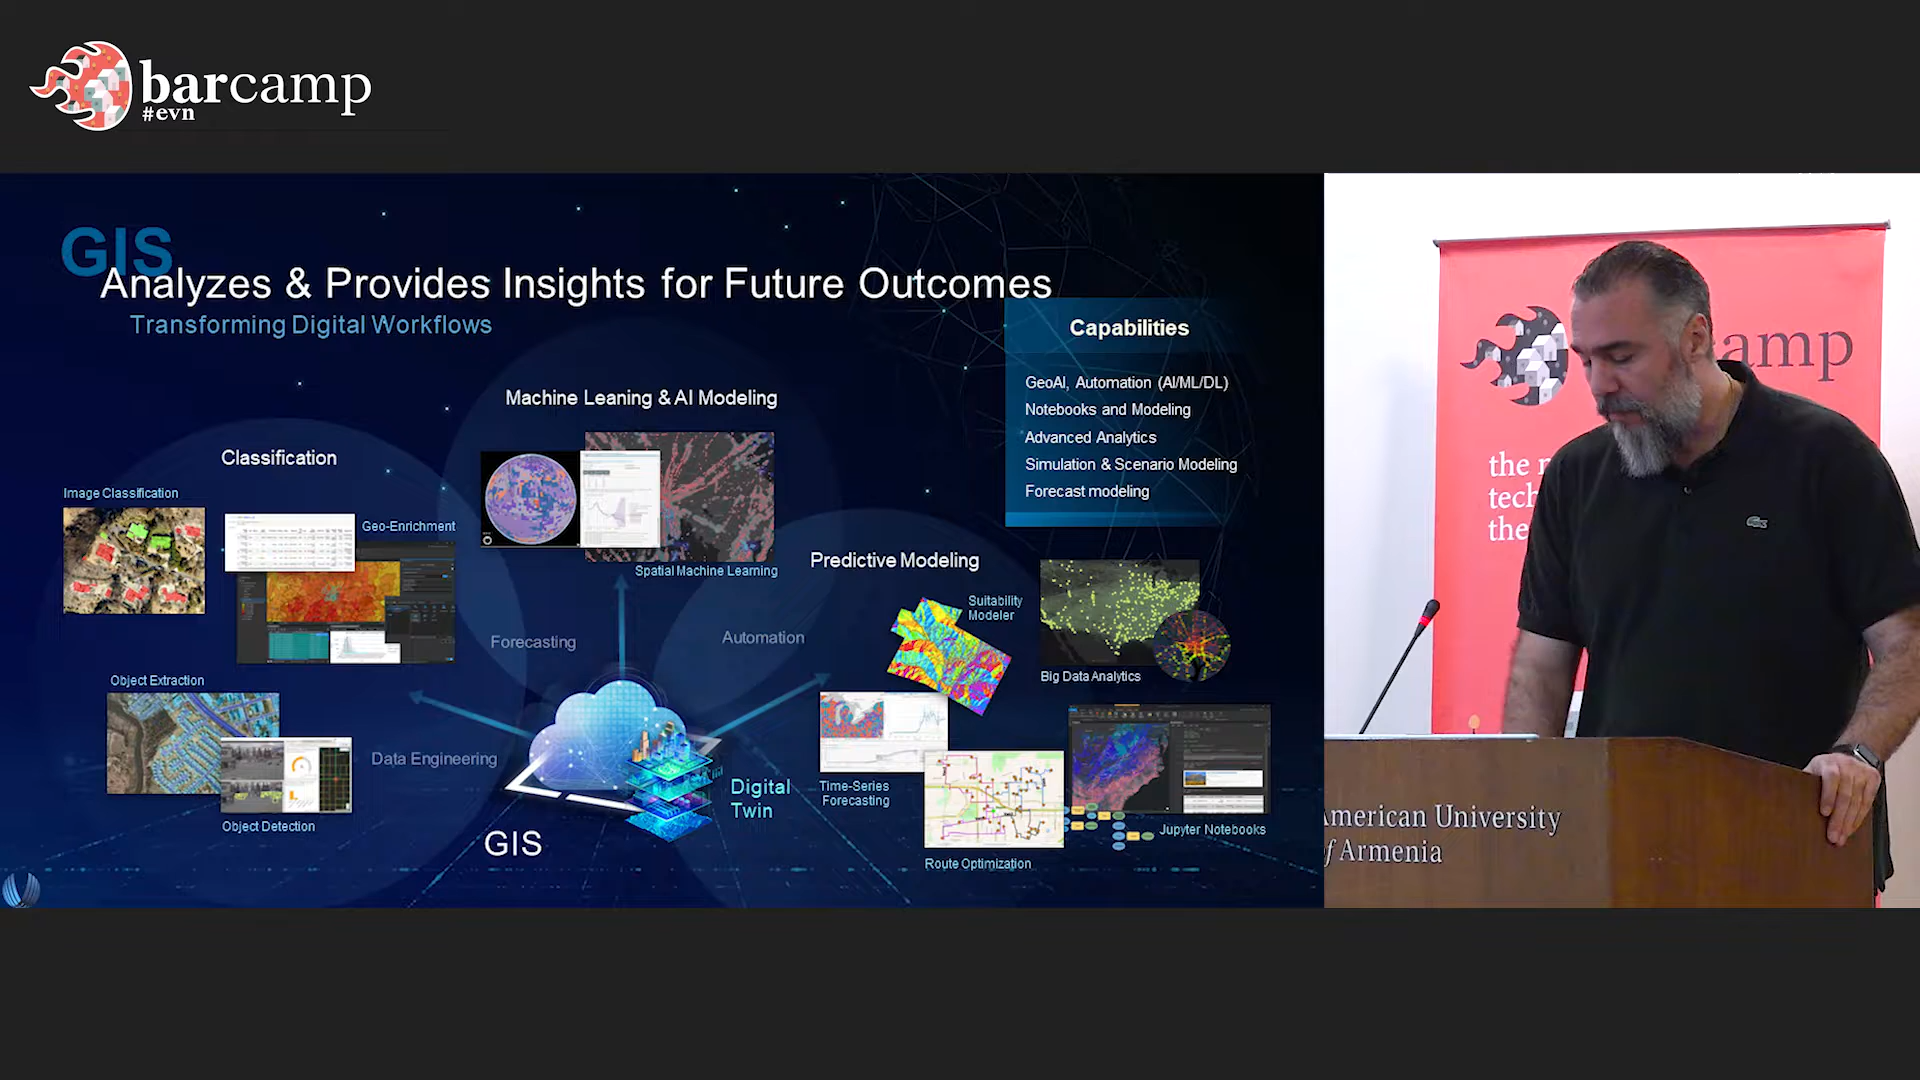 barcamp
#evn
GIS
Analyzes & Provides Insights for Future Outcomes
Transforming Digital Workflows
Capabilities
GeoAI, Automation (AI/ML/DL)
Notebooks and Modeling
Advanced Analytics
Simulation & Scenario Modeling
Forecast modeling
Machine Leaning & AI Modeling
Spatial Machine Learning
Classification
Image Classification
Geo-Enrichment
Object Extraction
Object Detection
Forecasting
Automation
Data Engineering
Predictive Modeling
Suitability
Modeler
Big Data Analytics
Time-Series
Forecasting
Route Optimization
Jupyter Notebooks
Digital
Twin
GIS
amp
the
tech
the
American University
of Armenia